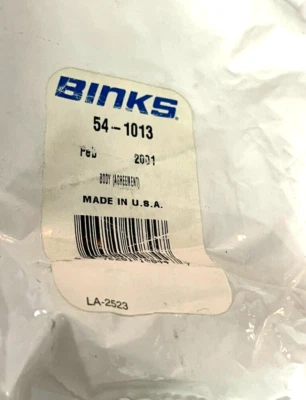 BINKS.
54-1013
Feb 2001
BODY (AGREEMENT)
MADE IN U.S.A.
LA-2523